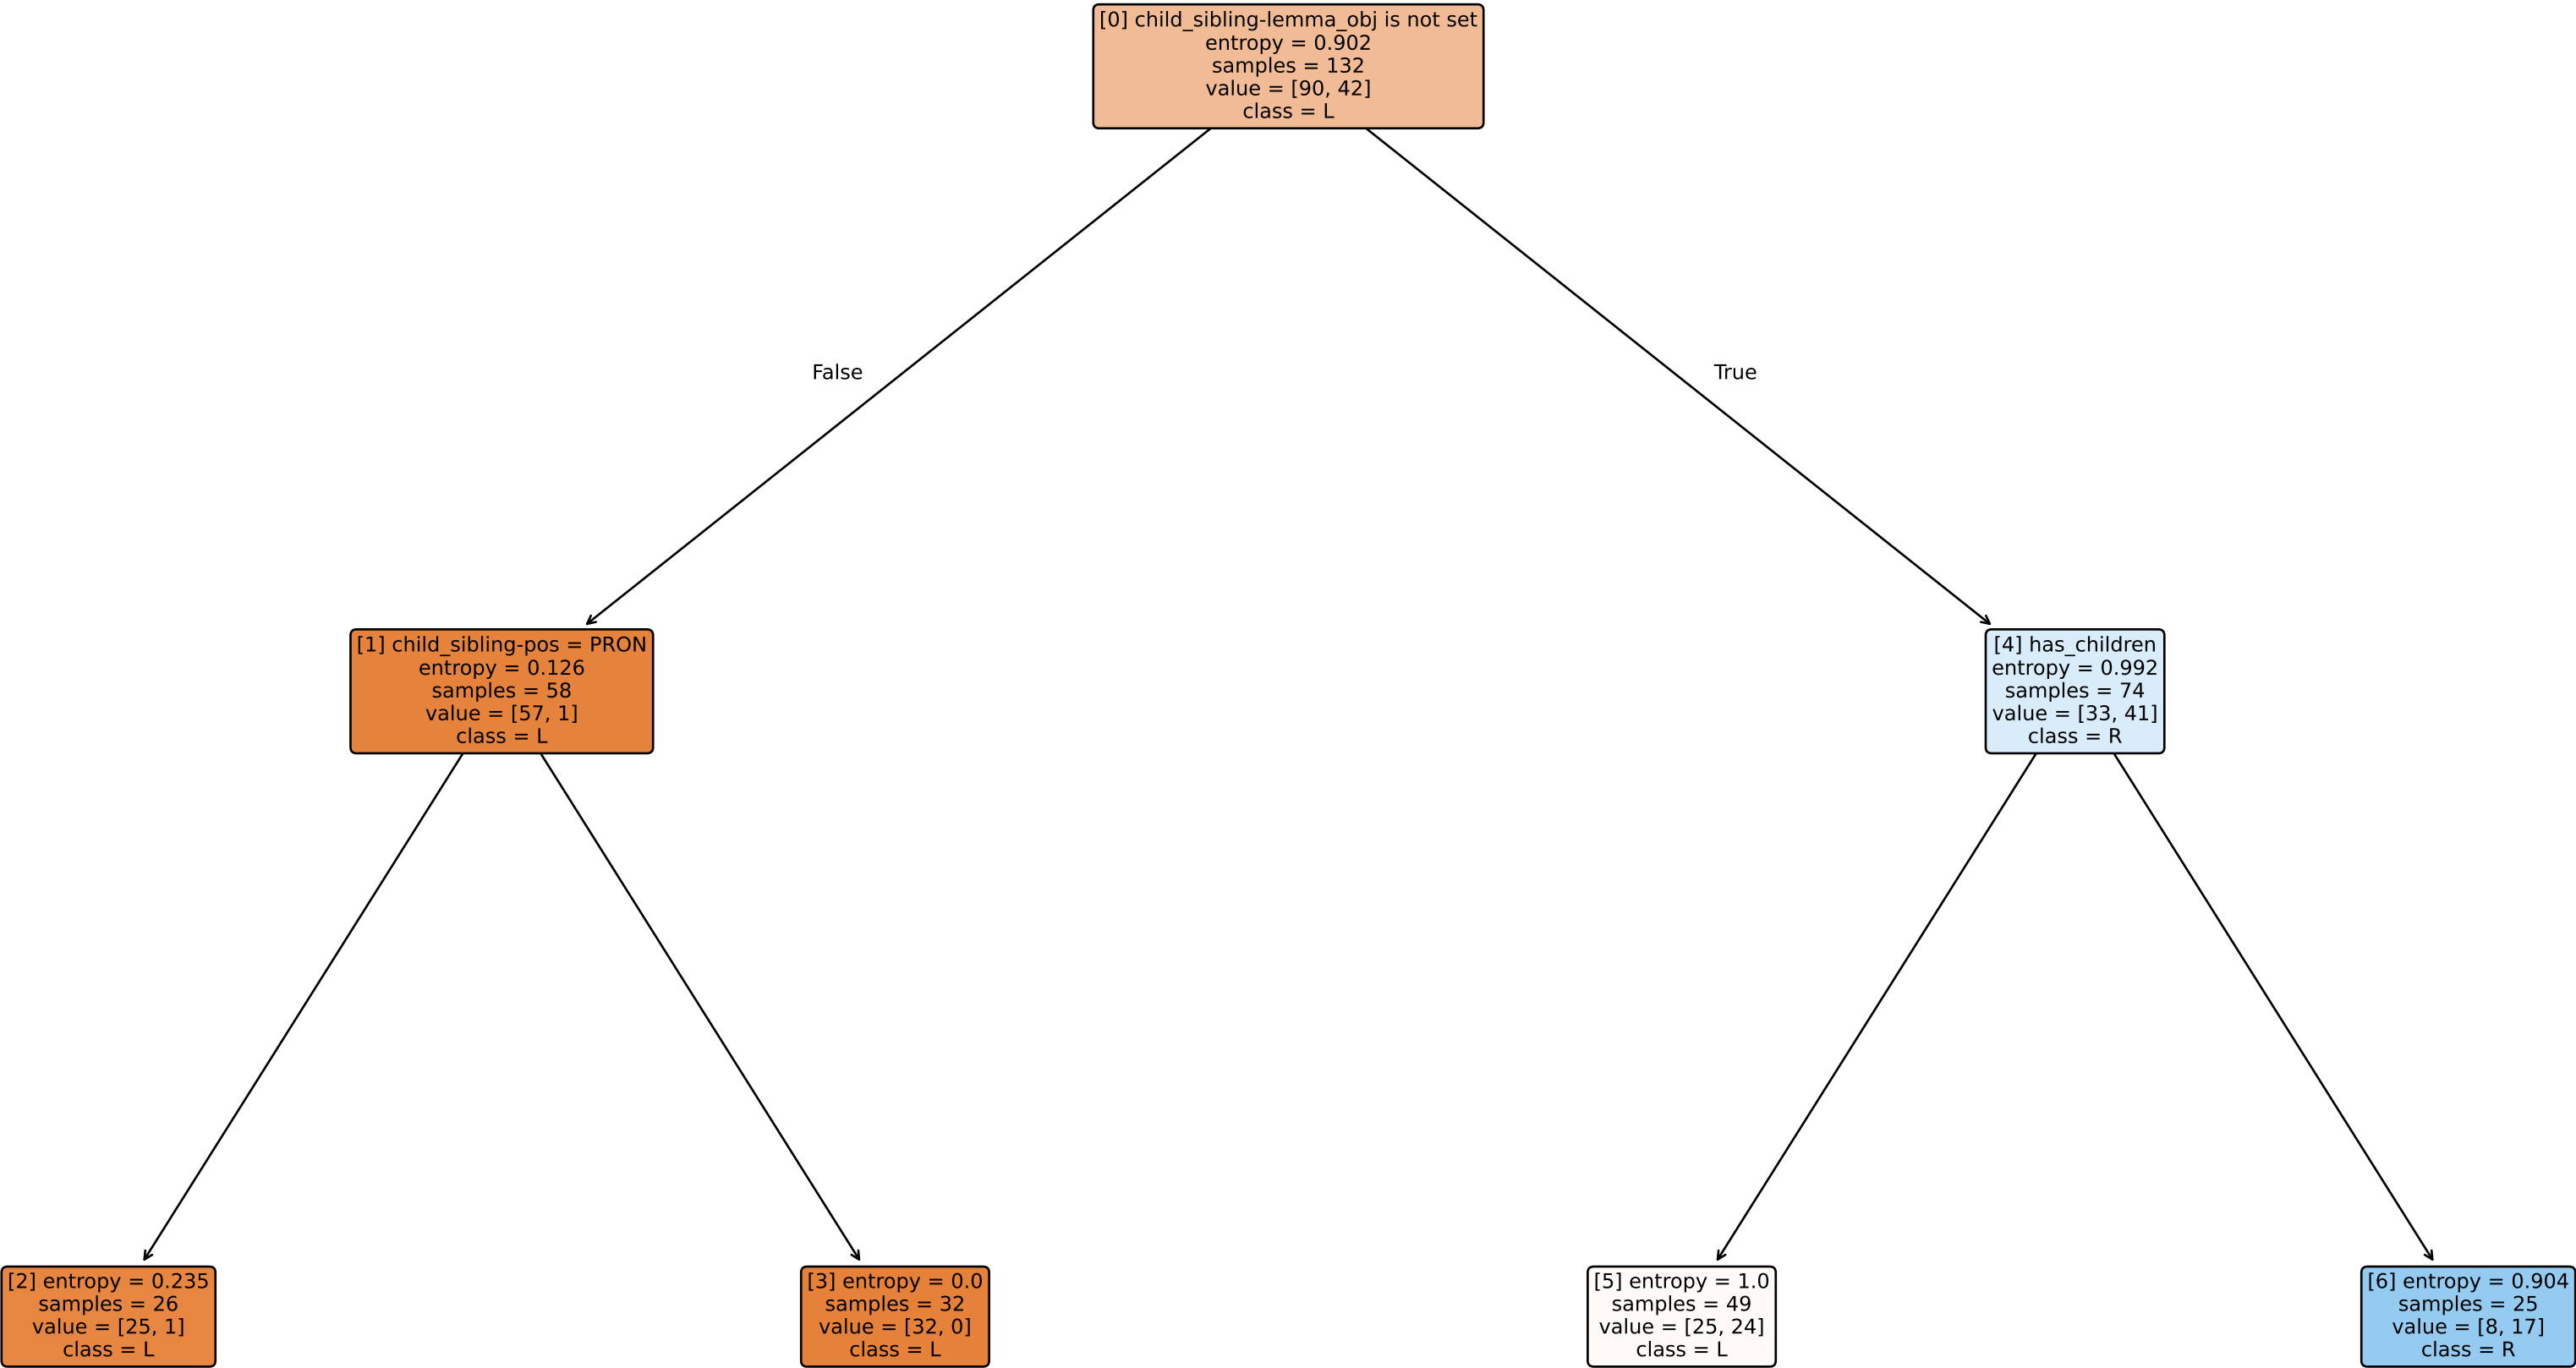 [0] child_sibling-lemma_obj is not set
entropy = 0.902
samples = 132
value = [90, 42]
class = L
False
True
[1] child_sibling-pos = PRON
entropy = 0.126
samples = 58
value = [57, 1]
class = L
[4] has_children
entropy = 0.992
samples = 74
value = [33, 41]
class = R
[2] entropy = 0.235
samples = 26
value = [25, 1]
class = L
[3] entropy = 0.0
samples = 32
value = [32, 0]
class = L
[5] entropy = 1.0
samples = 49
value = [25, 24]
class = L
[6] entropy = 0.904
samples = 25
value = [8, 17]
class = R